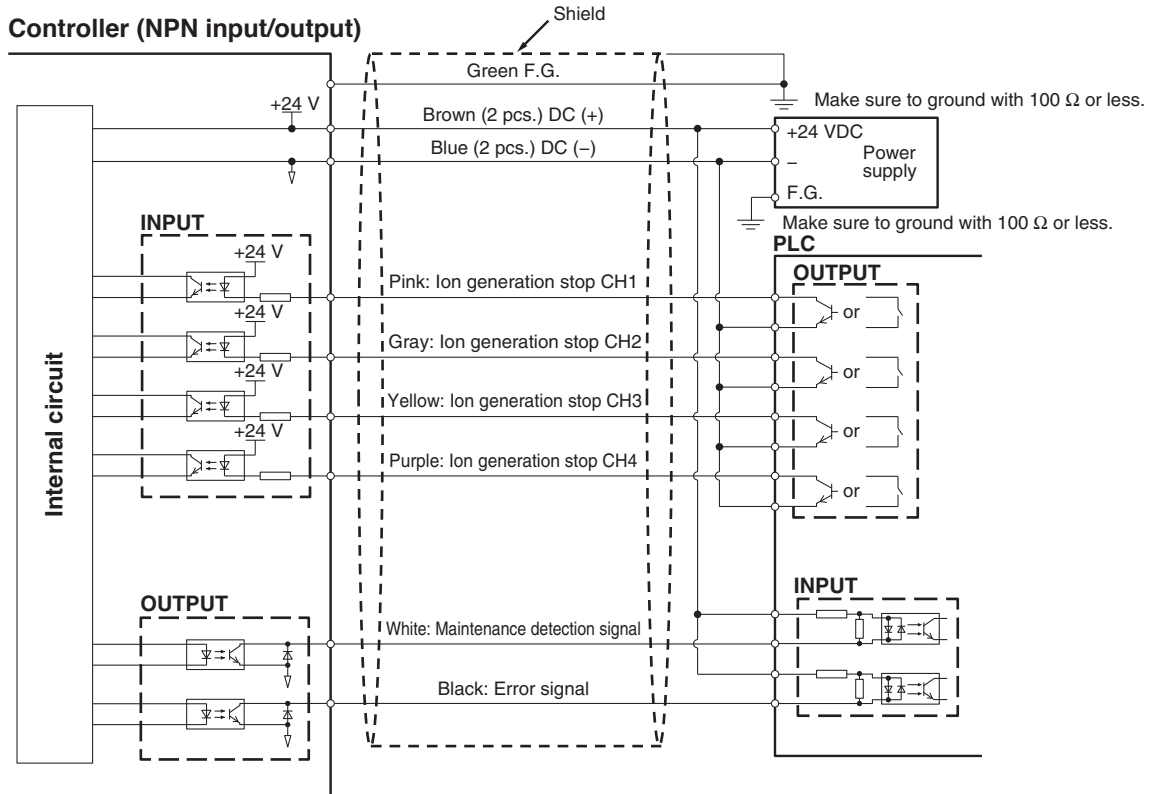 Shield
Controller (NPN input/output)
Green F.G.
+24 V
Make sure to ground with 100 Ω or less.
Brown (2 pcs.) DC (+)
+24 VDC
Blue (2 pcs.) DC (−)
−
Power
supply
F.G.
Make sure to ground with 100 Ω or less.
INPUT
PLC
+24 V
OUTPUT
Pink: Ion generation stop CH1
or
+24 V
Gray: Ion generation stop CH2
or
+24 V
Yellow: Ion generation stop CH3
or
+24 V
Purple: Ion generation stop CH4
or
Internal circuit
INPUT
OUTPUT
White: Maintenance detection signal
Black: Error signal